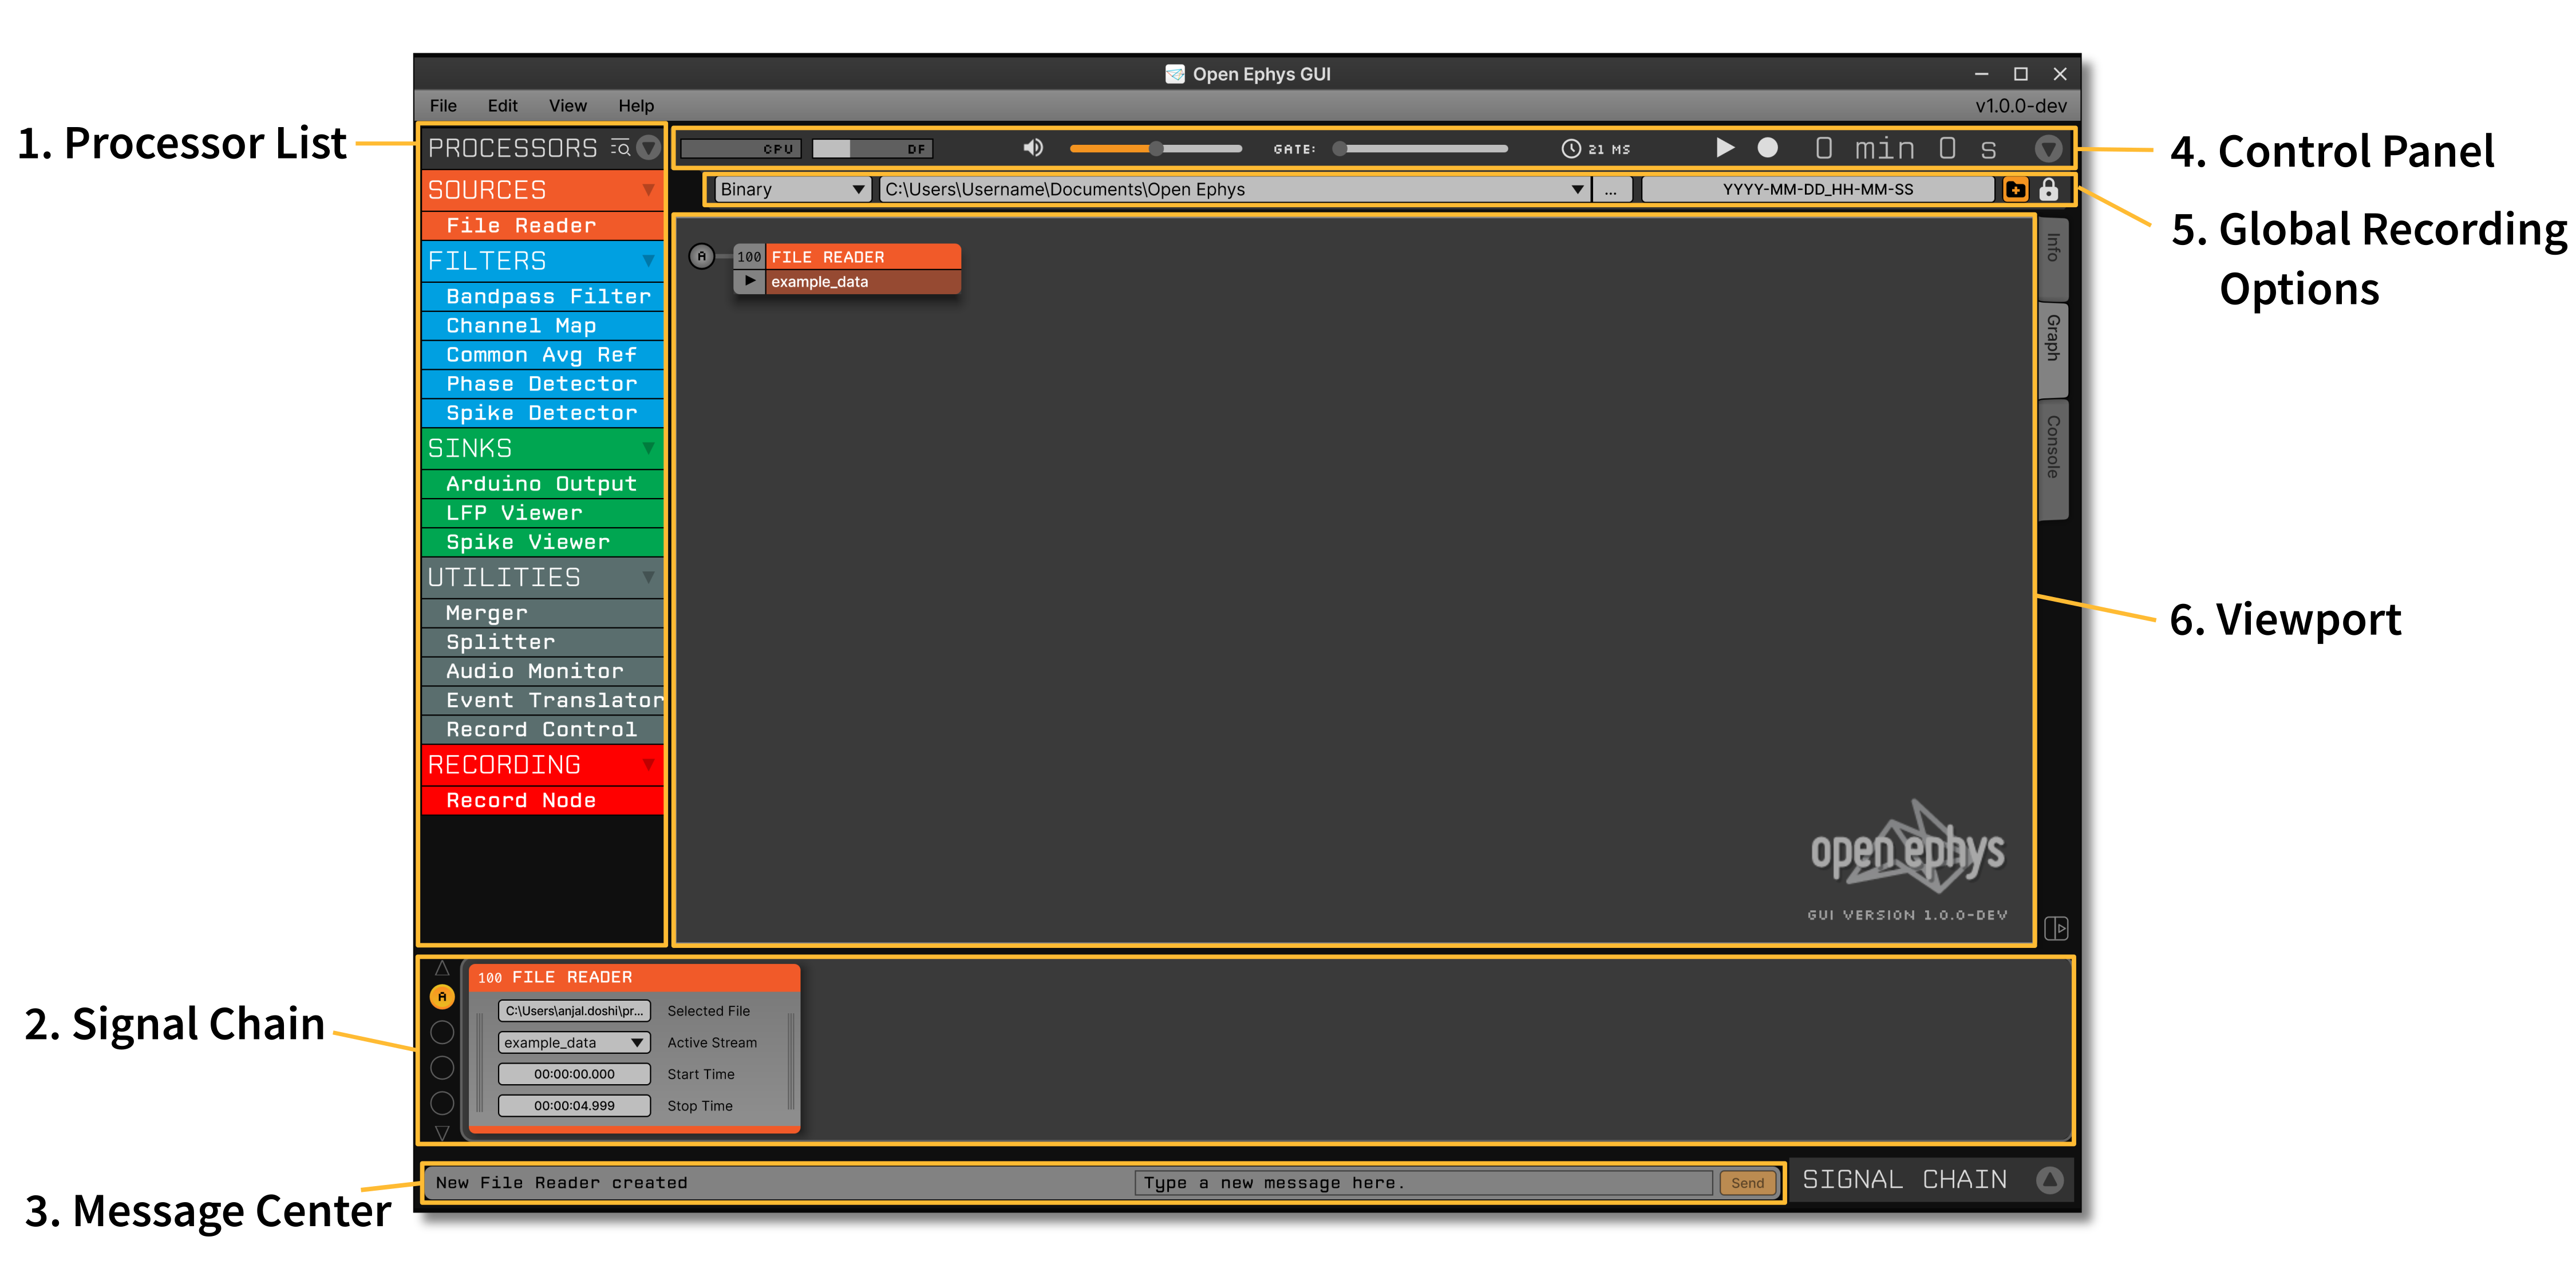 Open Ephys GUI
File Edit View Help
v1.0.0-dev
1. Processor List
PROCESSORS
SOURCES
File Reader
FILTERS
Bandpass Filter
Channel Map
Common Avg Ref
Phase Detector
Spike Detector
SINKS
Arduino Output
LFP Viewer
Spike Viewer
UTILITIES
Merger
Splitter
Audio Monitor
Event Translator
Record Control
RECORDING
Record Node
CPU DF GATE: 21 MS 0 min 0 s
4. Control Panel
Binary C:\Users\Username\Documents\Open Ephys ... YYYY-MM-DD_HH-MM-SS
5. Global Recording
Options
A 100 FILE READER
example_data
Info
Graph
Console
6. Viewport
open ephys
GUI VERSION 1.0.0-DEV
2. Signal Chain
A
100 FILE READER
C:\Users\anjal.doshi\pr... Selected File
example_data Active Stream
00:00:00.000 Start Time
00:00:04.999 Stop Time
3. Message Center
New File Reader created Type a new message here. Send
SIGNAL CHAIN